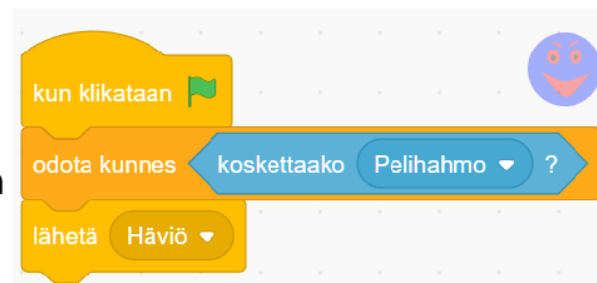 kun klikataan
odota kunnes koskettaako Pelihahmo ?
lähetä Häviö